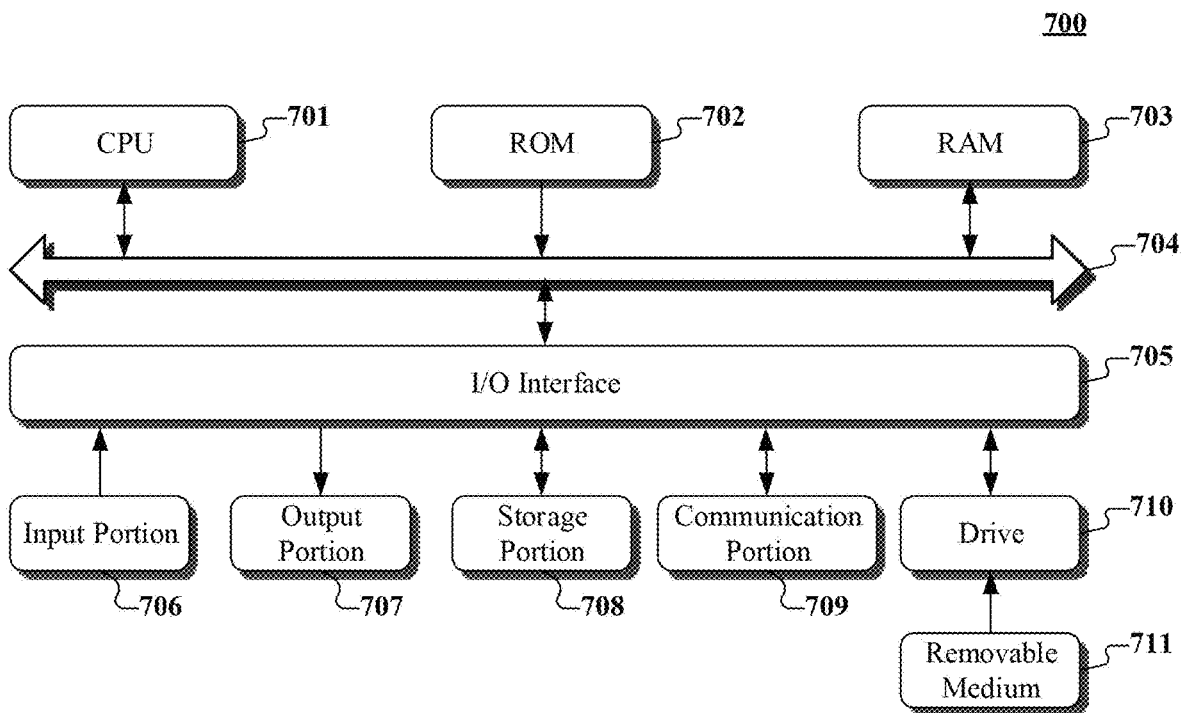 700
CPU
701
ROM
702
RAM
703
704
I/O Interface
705
Input Portion
706
Output
Portion
707
Storage
Portion
708
Communication
Portion
709
Drive
710
Removable
Medium
711